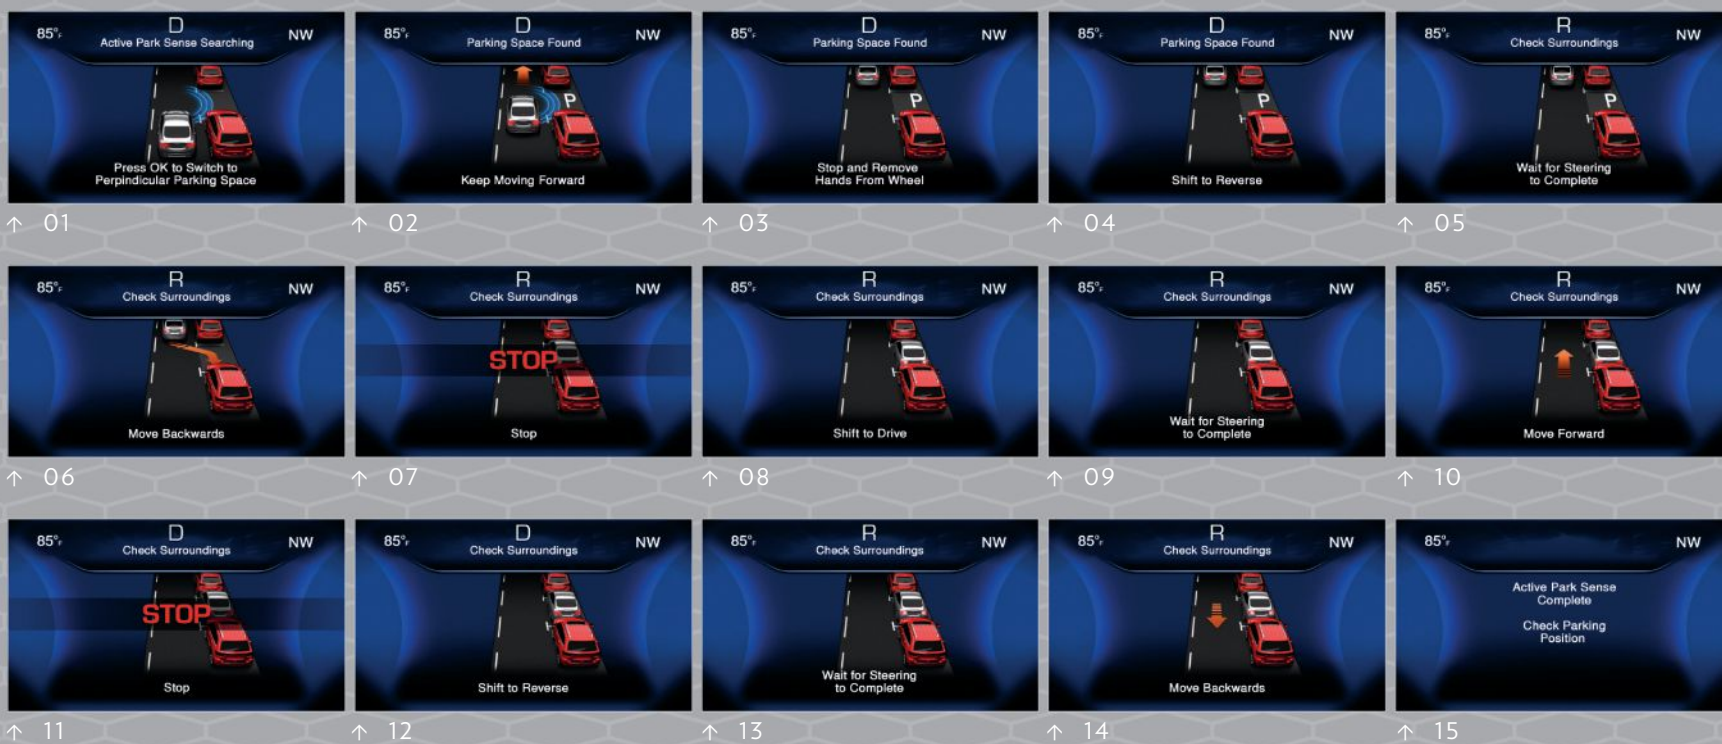 85°F
D
NW
Active Park Sense Searching
Press OK to Switch to
Perpindicular Parking Space
↑ 01
85°F
D
NW
Parking Space Found
P
Keep Moving Forward
↑ 02
85°F
D
NW
Parking Space Found
P
Stop and Remove
Hands From Wheel
↑ 03
85°F
D
NW
Parking Space Found
P
Shift to Reverse
↑ 04
85°F
R
NW
Check Surroundings
P
Wait for Steering
to Complete
↑ 05
85°F
R
NW
Check Surroundings
Move Backwards
↑ 06
85°F
R
NW
Check Surroundings
STOP
Stop
↑ 07
85°F
R
NW
Check Surroundings
Shift to Drive
↑ 08
85°F
R
NW
Check Surroundings
Wait for Steering
to Complete
↑ 09
85°F
R
NW
Check Surroundings
Move Forward
↑ 10
85°F
D
NW
Check Surroundings
STOP
Stop
↑ 11
85°F
D
NW
Check Surroundings
Shift to Reverse
↑ 12
85°F
R
NW
Check Surroundings
Wait for Steering
to Complete
↑ 13
85°F
R
NW
Check Surroundings
Move Backwards
↑ 14
85°F
NW
Active Park Sense
Complete
Check Parking
Position
↑ 15